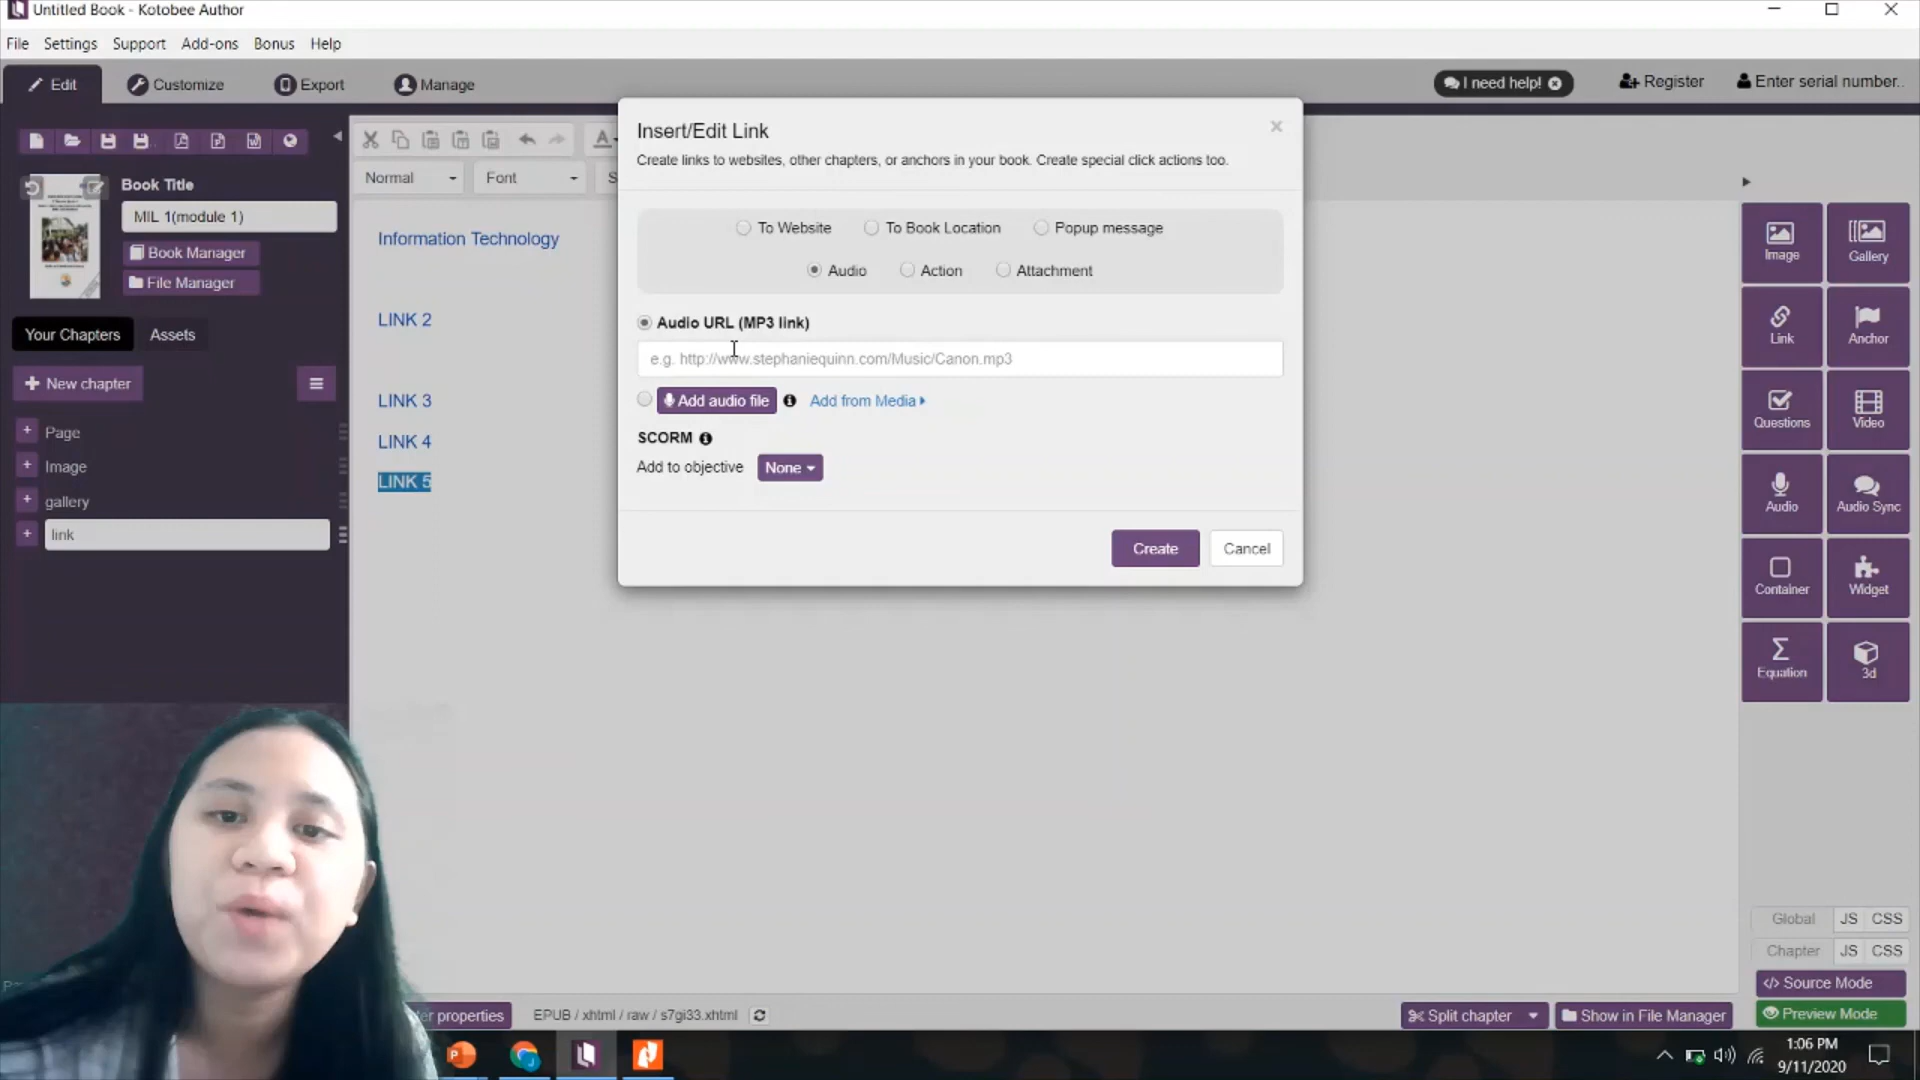 Untitled Book - Kotobee Author
File Settings Support Add-ons Bonus Help
Edit Customize Export Manage I need help! Register Enter serial number..
Insert/Edit Link
Create links to websites, other chapters, or anchors in your book. Create special click actions too.
Book Title
MIL 1(module 1)
Book Manager
File Manager
Normal Font S
Your Chapters Assets
New chapter
Page
Image
gallery
link
Information Technology
LINK 2
LINK 3
LINK 4
LINK 5
To Website To Book Location Popup message
Audio Action Attachment
Audio URL (MP3 link)
e.g. http://www.stephaniequinn.com/Music/Canon.mp3
Add audio file Add from Media
SCORM
Add to objective None
Create Cancel
Image Gallery
Link Anchor
Questions Video
Audio Audio Sync
Container Widget
Equation 3d
Global JS CSS
Chapter JS CSS
Source Mode
Preview Mode
er properties EPUB / xhtml / raw / s7gi33.xhtml Split chapter Show in File Manager
1:06 PM
9/11/2020